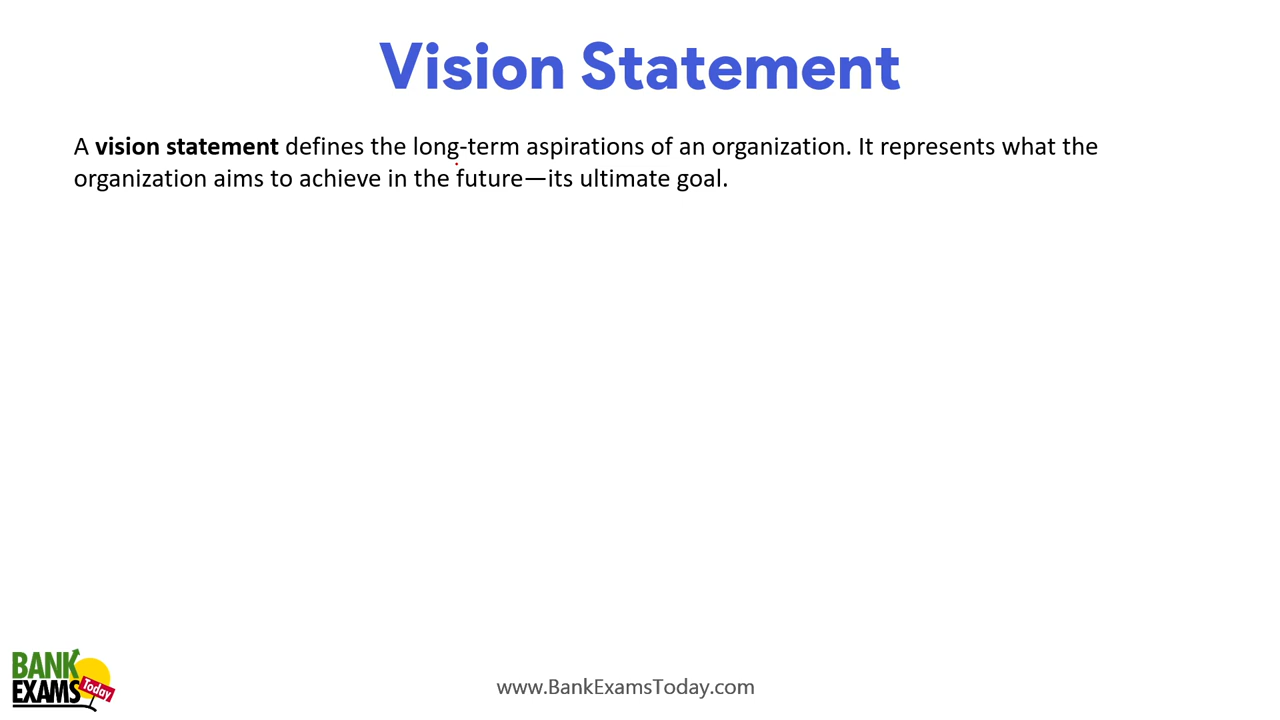 Vision Statement
A vision statement defines the long-term aspirations of an organization. It represents what the
organization aims to achieve in the future—its ultimate goal.
BANK
EXAMS
Today
www.BankExamsToday.com